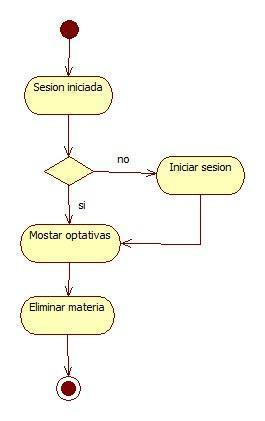 Sesion iniciada
no
Iniciar sesion
si
Mostar optativas
Eliminar materia